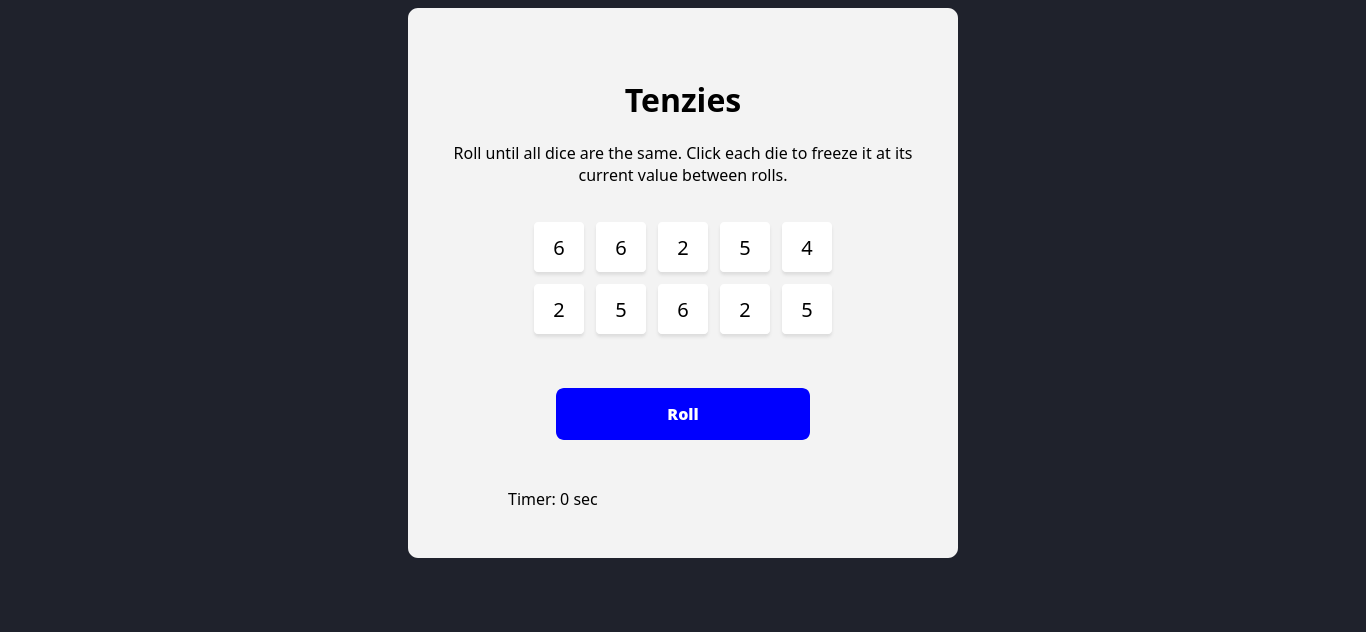 Tenzies
Roll until all dice are the same. Click each die to freeze it at its
current value between rolls.
6 6 2 5 4
2 5 6 2 5
Roll
Timer: 0 sec